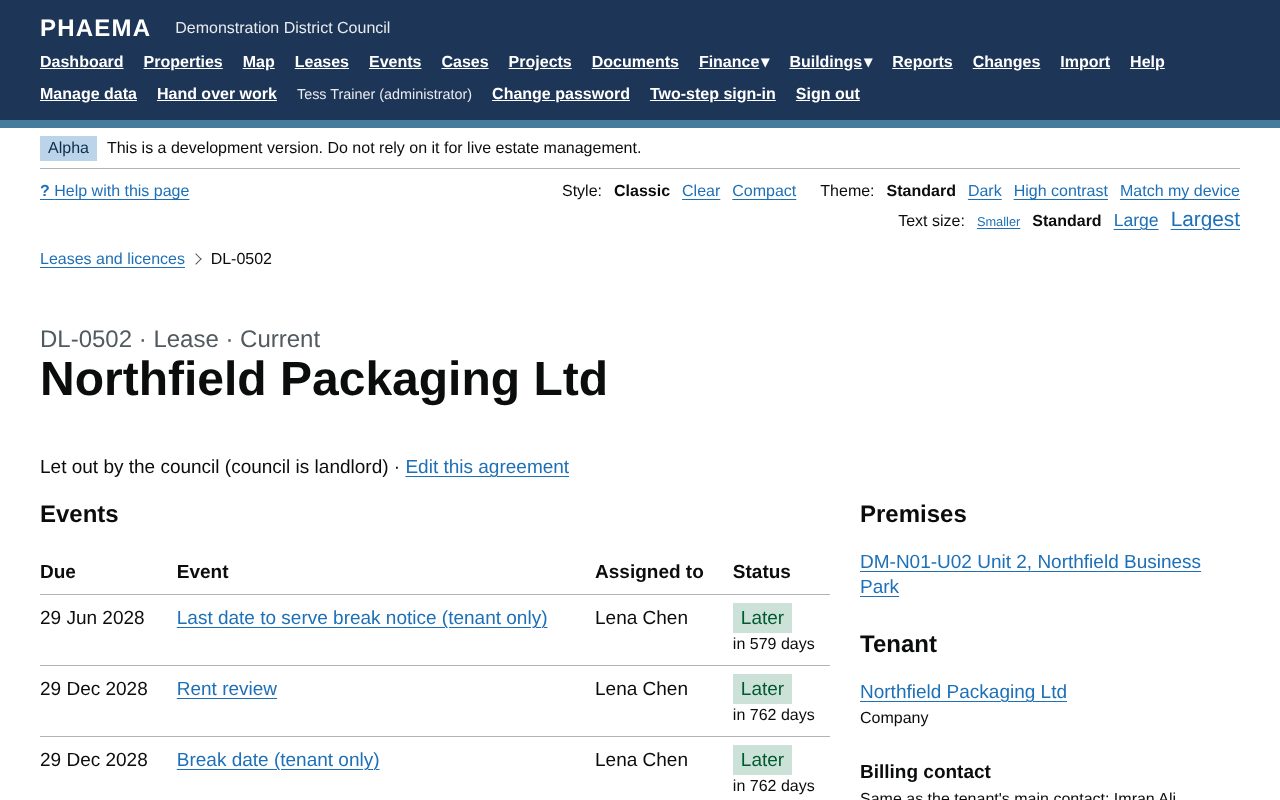 PHAEMA Demonstration District Council
Dashboard Properties Map Leases Events Cases Projects Documents Finance▾ Buildings▾ Reports Changes Import Help
Manage data Hand over work Tess Trainer (administrator) Change password Two-step sign-in Sign out
Alpha This is a development version. Do not rely on it for live estate management.
? Help with this page Style: Classic Clear Compact Theme: Standard Dark High contrast Match my device
Text size: Smaller Standard Large Largest
Leases and licences > DL-0502
DL-0502 · Lease · Current
Northfield Packaging Ltd
Let out by the council (council is landlord) · Edit this agreement
Events
Due Event Assigned to Status
29 Jun 2028 Last date to serve break notice (tenant only) Lena Chen Later
in 579 days
29 Dec 2028 Rent review Lena Chen Later
in 762 days
29 Dec 2028 Break date (tenant only) Lena Chen Later
in 762 days
Premises
DM-N01-U02 Unit 2, Northfield Business
Park
Tenant
Northfield Packaging Ltd
Company
Billing contact
Same as the tenant's main contact: Imran Ali